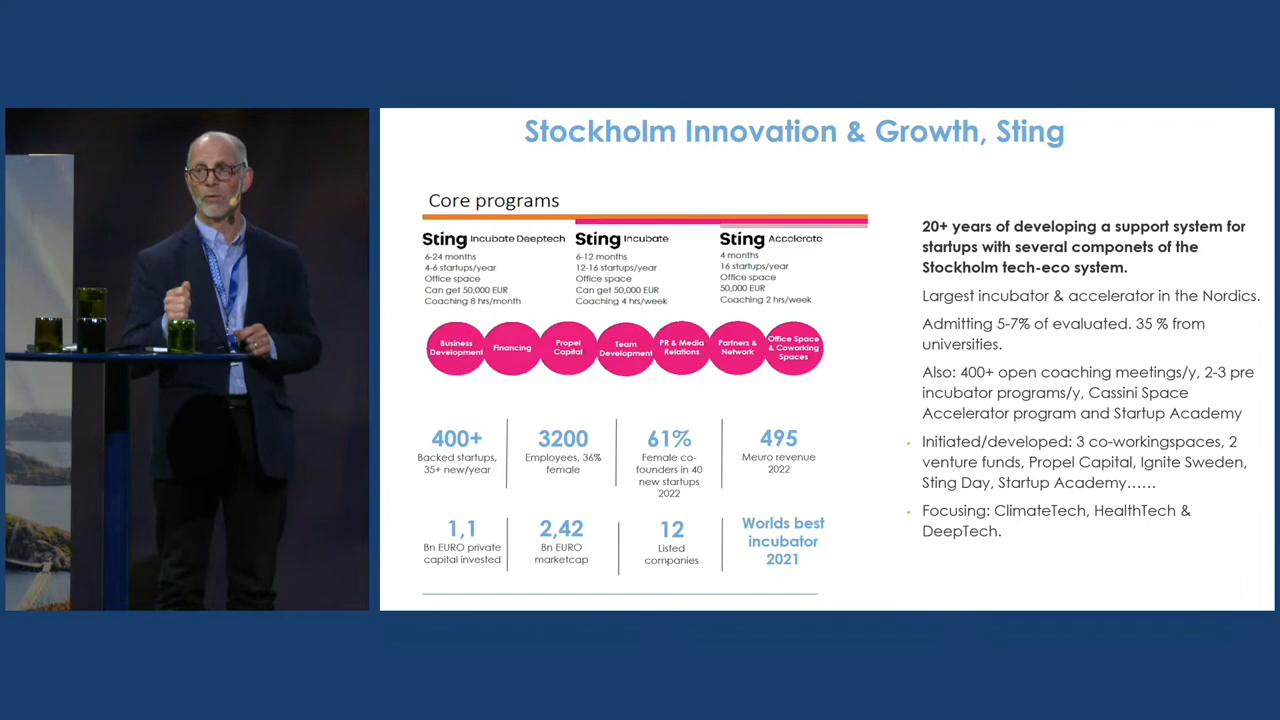 Stockholm Innovation & Growth, Sting
Core programs
Sting Incubate Deeptech
6-24 months
4-6 startups/year
Office space
Can get 50,000 EUR
Coaching 8 hrs/month
Sting Incubate
6-12 months
12-16 startups/year
Office space
Can get 50,000 EUR
Coaching 4 hrs/week
Sting Accelerate
4 months
16 startups/year
Office space
50,000 EUR
Coaching 2 hrs/week
Business
Development
Financing
Propel
Capital
Team
Development
PR & Media
Relations
Partners &
Network
Office Space
& Coworking
Spaces
400+
Backed startups,
35+ new/year
3200
Employees, 36%
female
61%
Female co-
founders in 40
new startups
2022
495
Meuro revenue
2022
1,1
Bn EURO private
capital invested
2,42
Bn EURO
marketcap
12
Listed
companies
Worlds best
incubator
2021
20+ years of developing a support system for
startups with several componets of the
Stockholm tech-eco system.
Largest incubator & accelerator in the Nordics.
Admitting 5-7% of evaluated. 35 % from
universities.
Also: 400+ open coaching meetings/y, 2-3 pre
incubator programs/y, Cassini Space
Accelerator program and Startup Academy
• Initiated/developed: 3 co-workingspaces, 2
venture funds, Propel Capital, Ignite Sweden,
Sting Day, Startup Academy......
• Focusing: ClimateTech, HealthTech &
DeepTech.